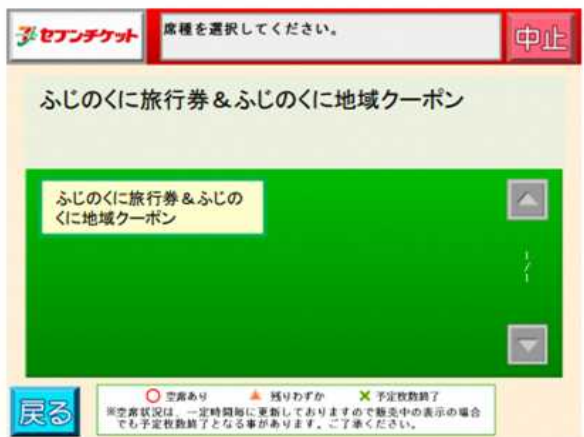 セブンチケット
席種を選択してください。
中止
ふじのくに旅行券＆ふじのくに地域クーポン
ふじのくに旅行券＆ふじの
くに地域クーポン
1/1
戻る
空席あり 残りわずか 予定枚数終了
※空席状況は、一定時間毎に更新しておりますので販売中の表示の場合
でも予定枚数終了となる事があります。ご了承ください。